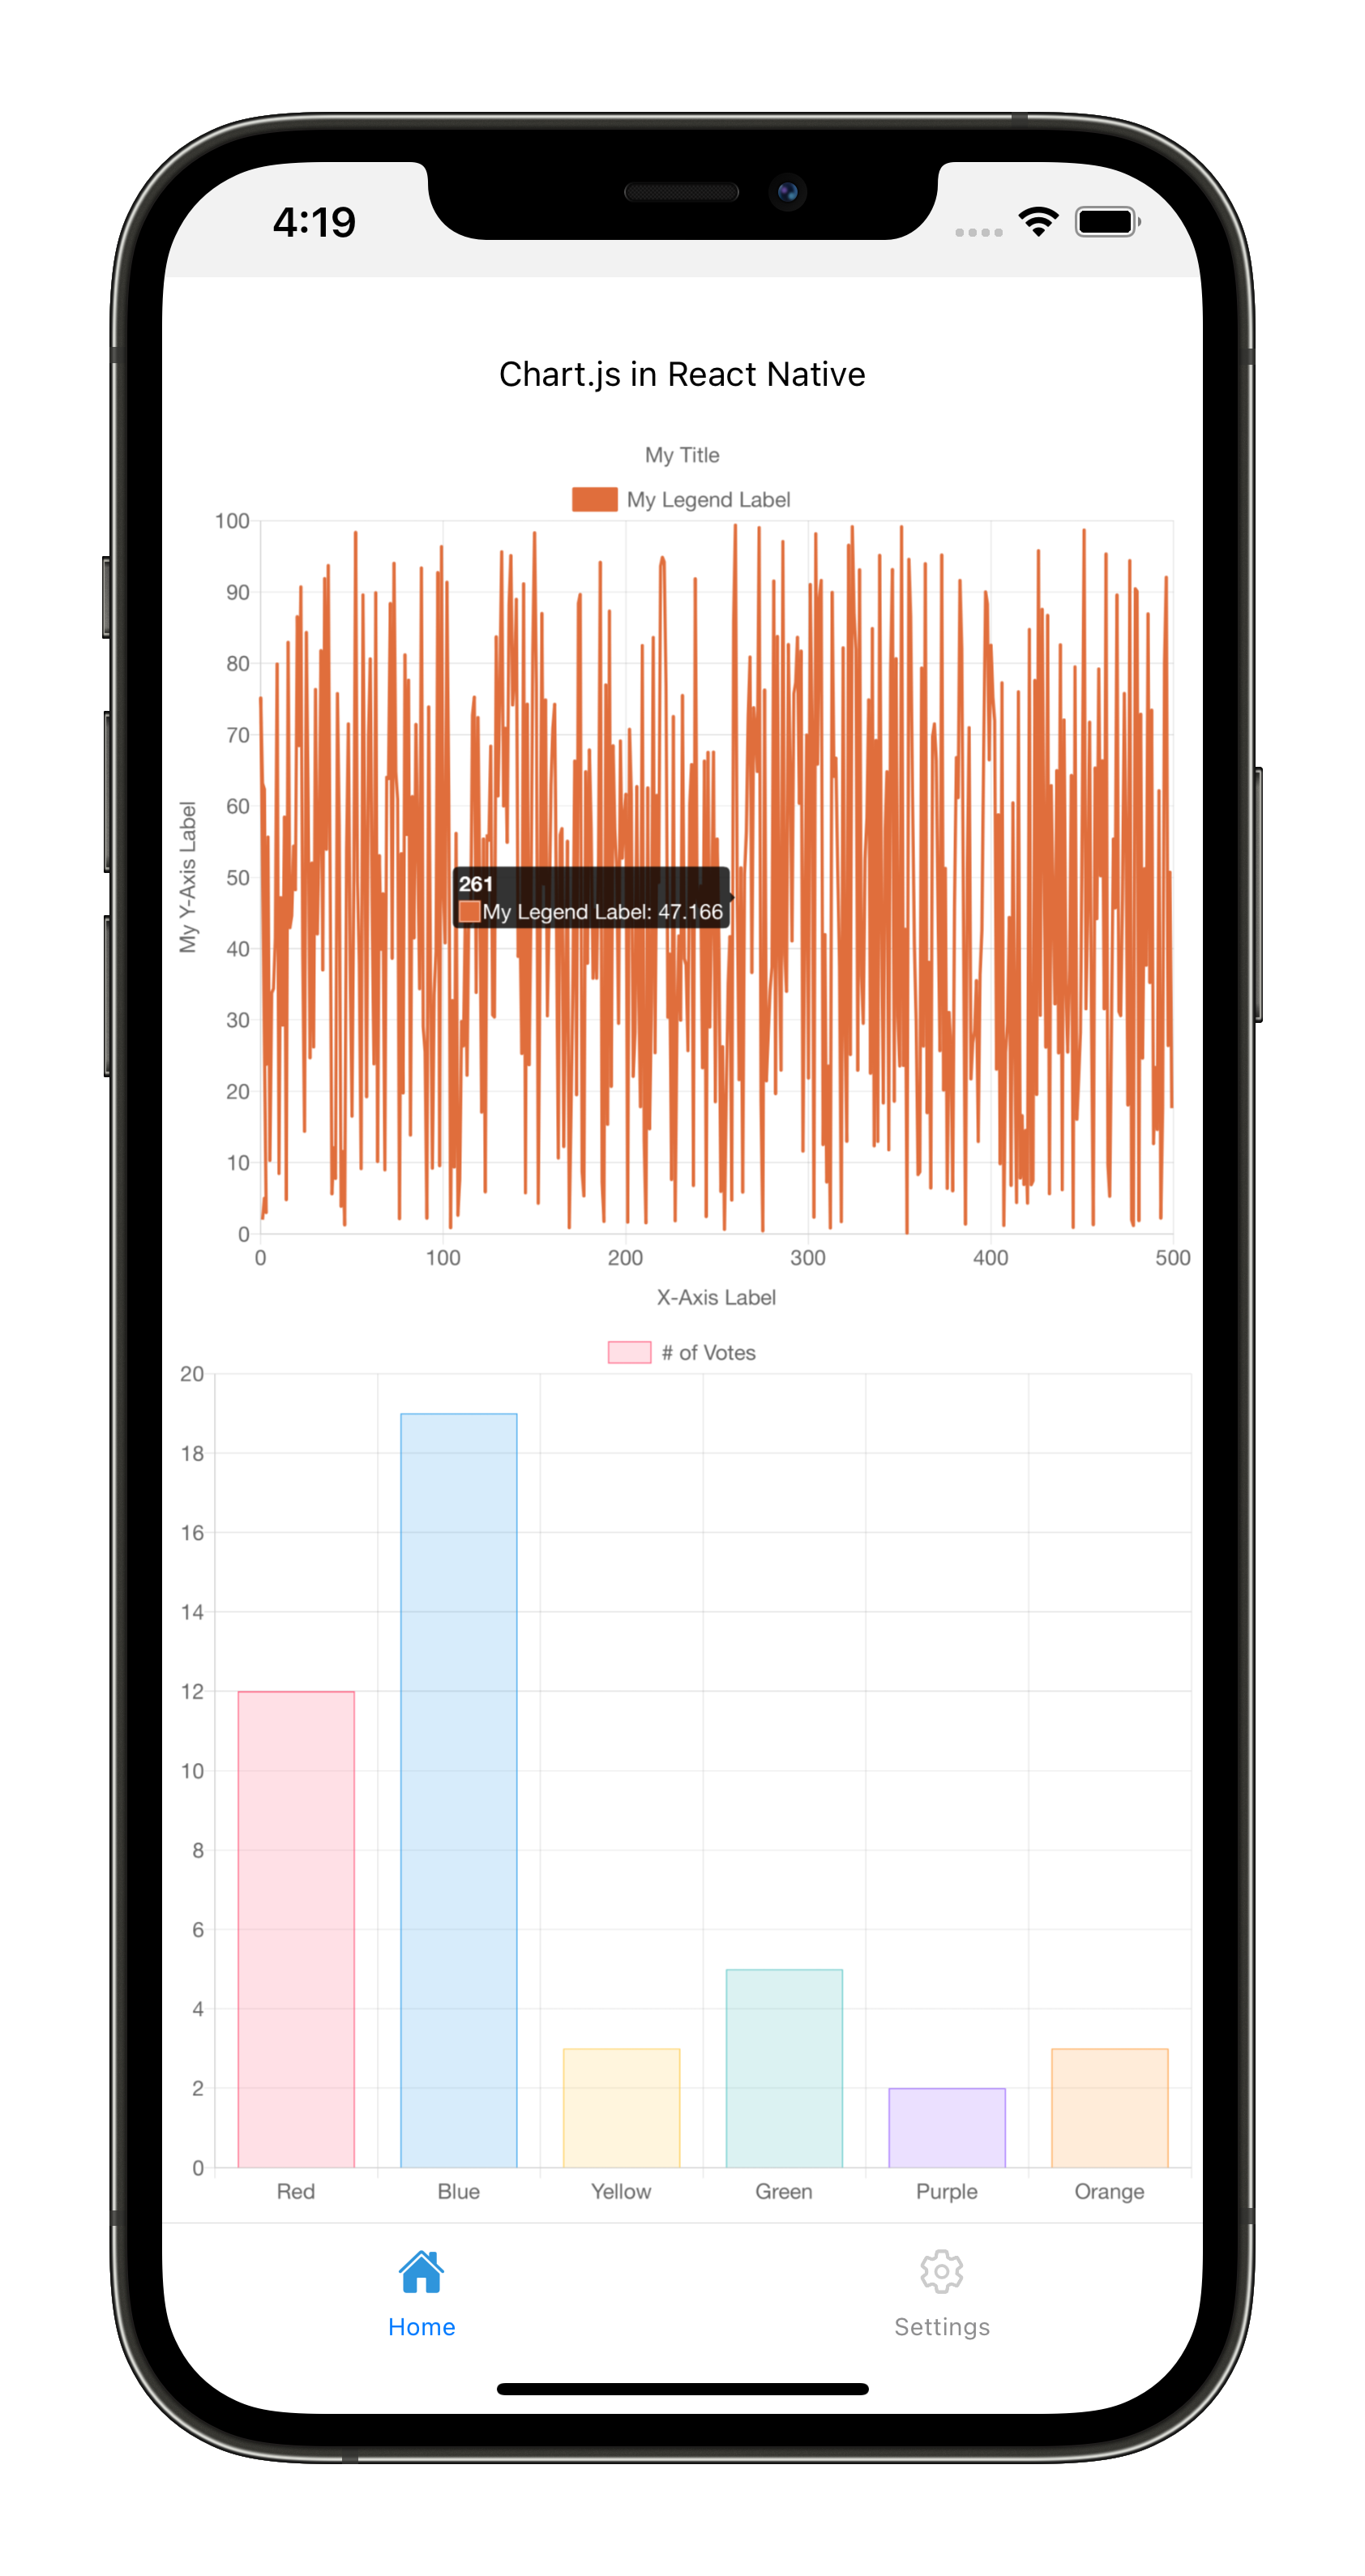 4:19
Chart.js in React Native
My Title
My Legend Label
100
90
80
70
60
50
40
30
20
10
0
My Y-Axis Label
261
My Legend Label: 47.166
0 100 200 300 400 500
X-Axis Label
# of Votes
20
18
16
14
12
10
8
6
4
2
0
Red Blue Yellow Green Purple Orange
Home Settings